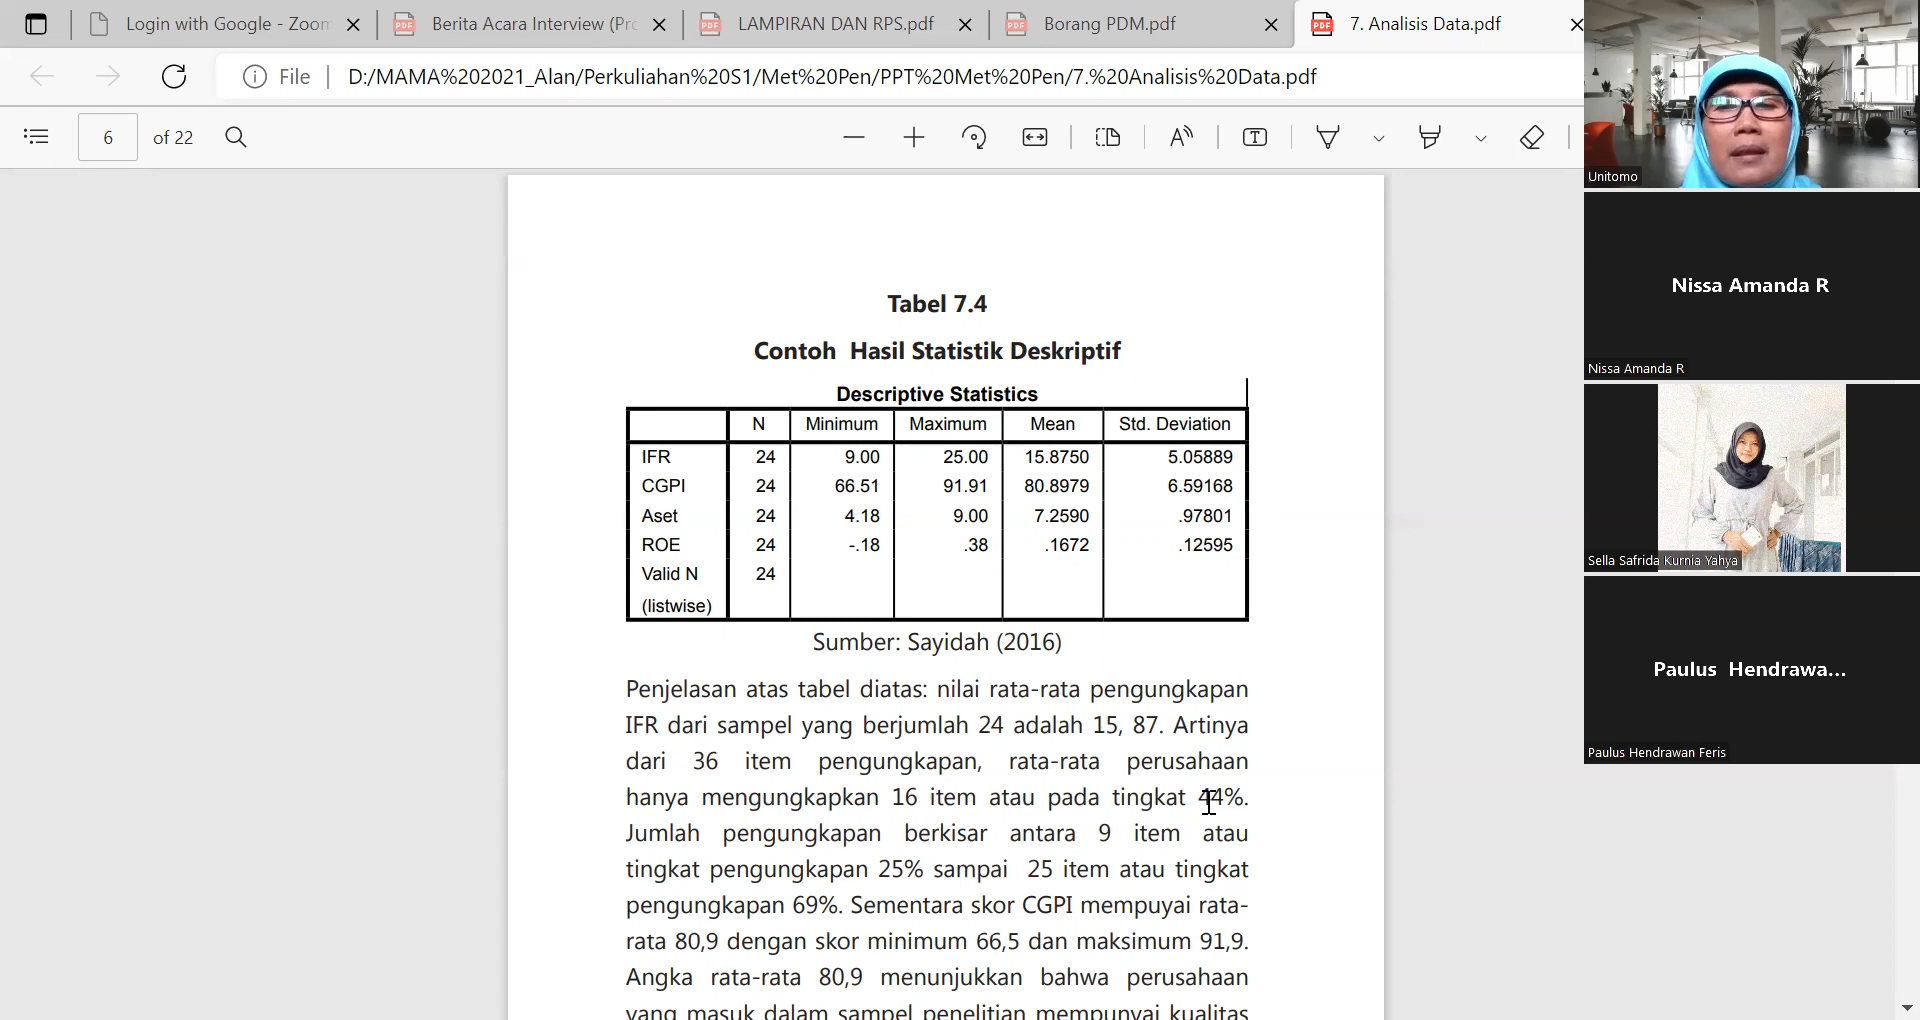 Login with Google - Zoom
Berita Acara Interview (Pro
LAMPIRAN DAN RPS.pdf
Borang PDM.pdf
7. Analisis Data.pdf
File
D:/MAMA%202021_Alan/Perkuliahan%20S1/Met%20Pen/PPT%20Met%20Pen/7.%20Analisis%20Data.pdf
6 of 22
Tabel 7.4
Contoh Hasil Statistik Deskriptif
Descriptive Statistics
N Minimum Maximum Mean Std. Deviation
IFR 24 9.00 25.00 15.8750 5.05889
CGPI 24 66.51 91.91 80.8979 6.59168
Aset 24 4.18 9.00 7.2590 .97801
ROE 24 -.18 .38 .1672 .12595
Valid N 24
(listwise)
Sumber: Sayidah (2016)
Penjelasan atas tabel diatas: nilai rata-rata pengungkapan
IFR dari sampel yang berjumlah 24 adalah 15, 87. Artinya
dari 36 item pengungkapan, rata-rata perusahaan
hanya mengungkapkan 16 item atau pada tingkat 44%.
Jumlah pengungkapan berkisar antara 9 item atau
tingkat pengungkapan 25% sampai 25 item atau tingkat
pengungkapan 69%. Sementara skor CGPI mempuyai rata-
rata 80,9 dengan skor minimum 66,5 dan maksimum 91,9.
Angka rata-rata 80,9 menunjukkan bahwa perusahaan
yang masuk dalam sampel penelitian mempunyai kualitas
Unitomo
Nissa Amanda R
Nissa Amanda R
Sella Safrida Kurnia Yahya
Paulus Hendrawa...
Paulus Hendrawan Feris